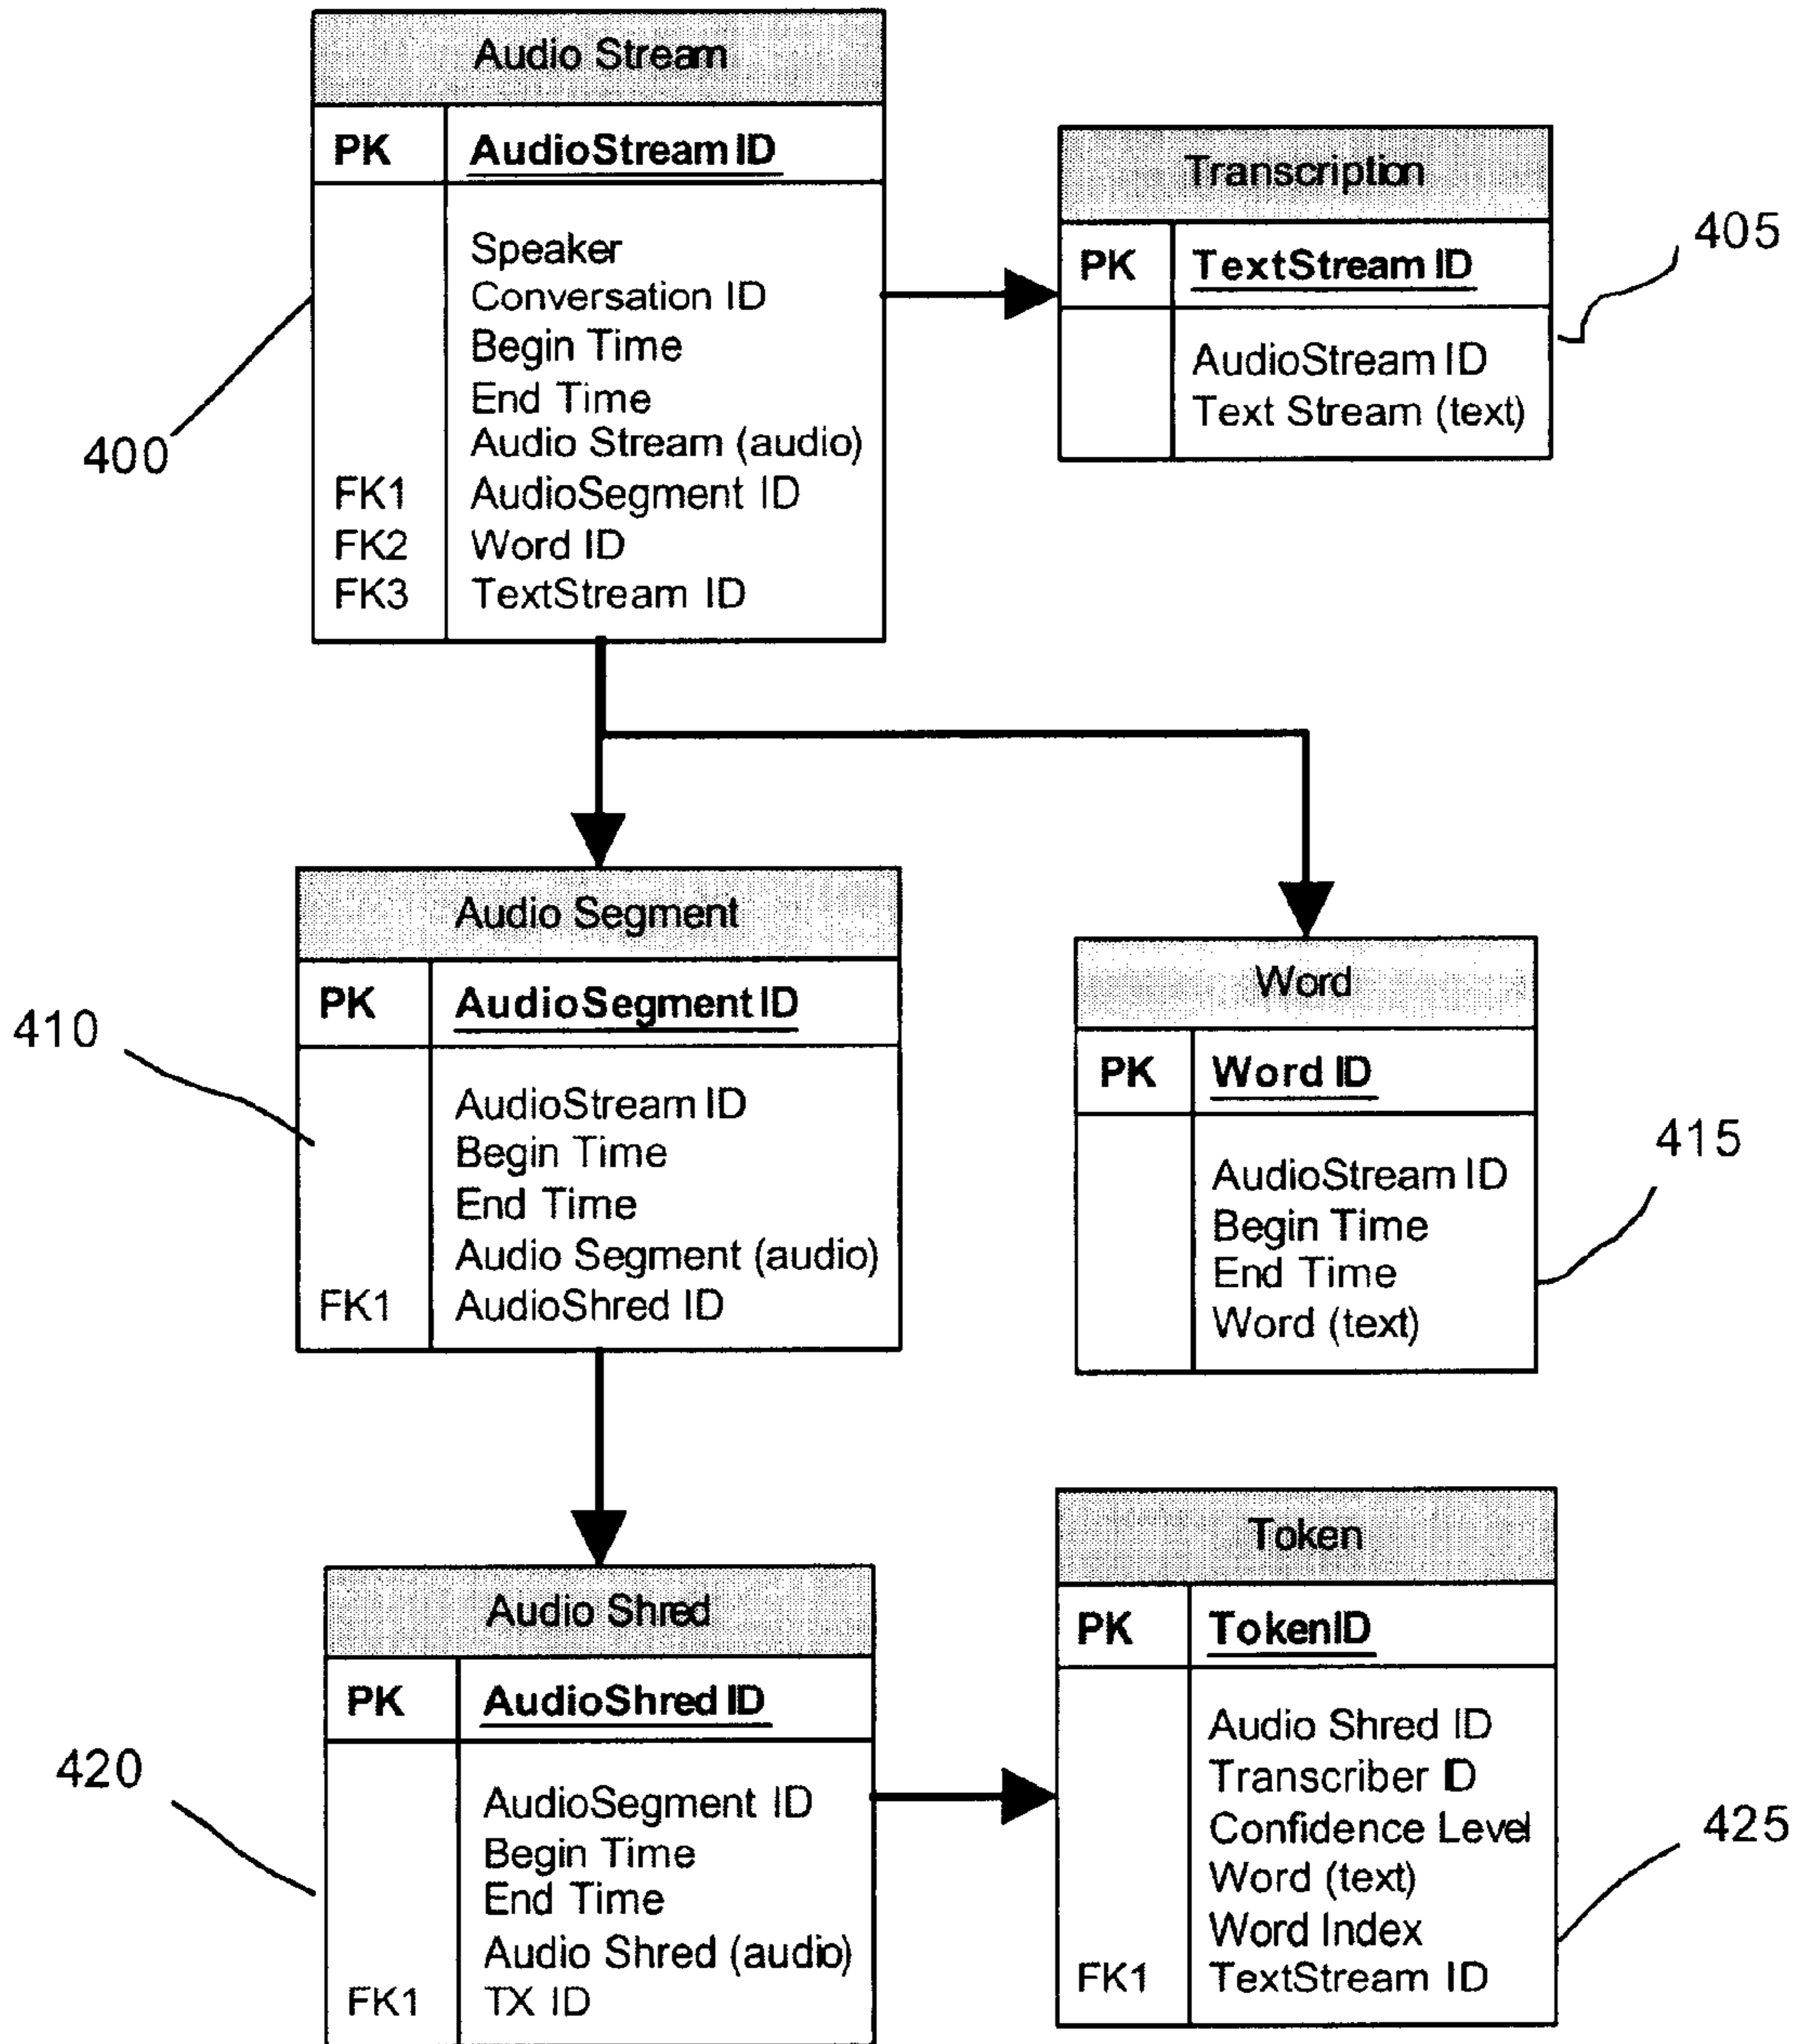 Audio Stream
PK AudioStream ID
Speaker
Conversation ID
Begin Time
End Time
Audio Stream (audio)
FK1 AudioSegment ID
FK2 Word ID
FK3 TextStream ID
400
Transcription
PK TextStream ID
AudioStream ID
Text Stream (text)
405
Audio Segment
PK AudioSegment ID
AudioStream ID
Begin Time
End Time
Audio Segment (audio)
FK1 AudioShred ID
410
Word
PK Word ID
AudioStream ID
Begin Time
End Time
Word (text)
415
Audio Shred
PK AudioShred ID
AudioSegment ID
Begin Time
End Time
Audio Shred (audio)
FK1 TX ID
420
Token
PK TokenID
Audio Shred ID
Transcriber ID
Confidence Level
Word (text)
Word Index
FK1 TextStream ID
425